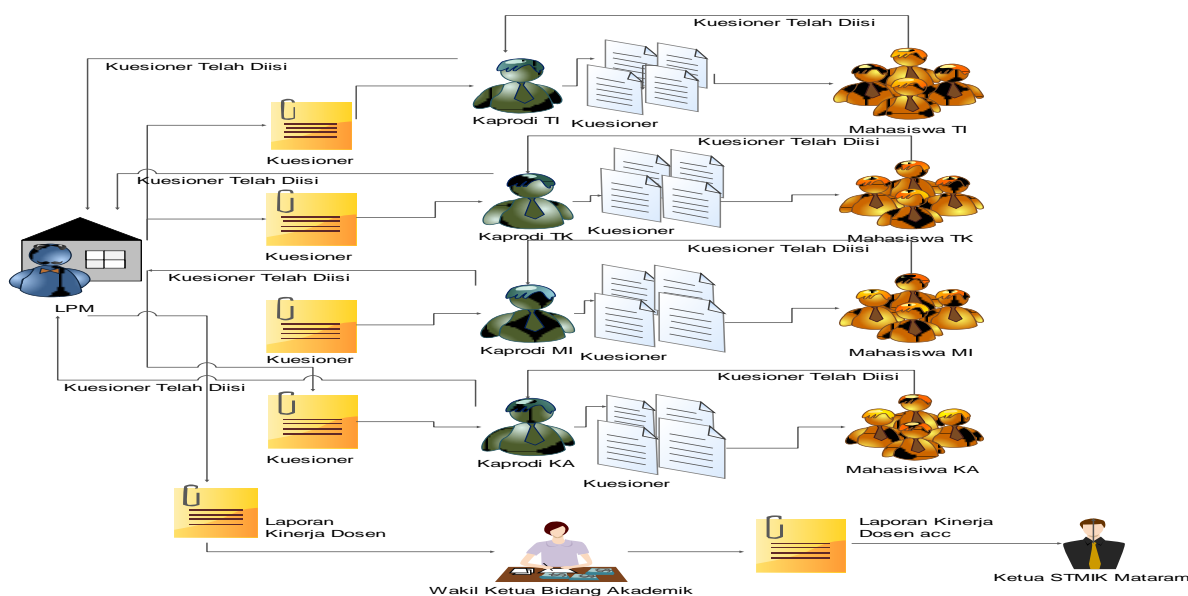 Kuesioner Telah Diisi
Kuesioner Telah Diisi
Kaprodi TI
Kuesioner
Mahasiswa TI
Kuesioner
Kuesioner Telah Diisi
Kuesioner Telah Diisi
Kaprodi TK
Kuesioner
Mahasiswa TK
Kuesioner
Kuesioner Telah Diisi
Kuesioner Telah Diisi
LPM
Kaprodi MI
Kuesioner
Mahasiswa MI
Kuesioner
Kuesioner Telah Diisi
Kuesioner Telah Diisi
Kuesioner
Kaprodi KA
Kuesioner
Mahasisiwa KA
Laporan
Kinerja Dosen
Wakil Ketua Bidang Akademik
Laporan Kinerja
Dosen acc
Ketua STMIK Mataram